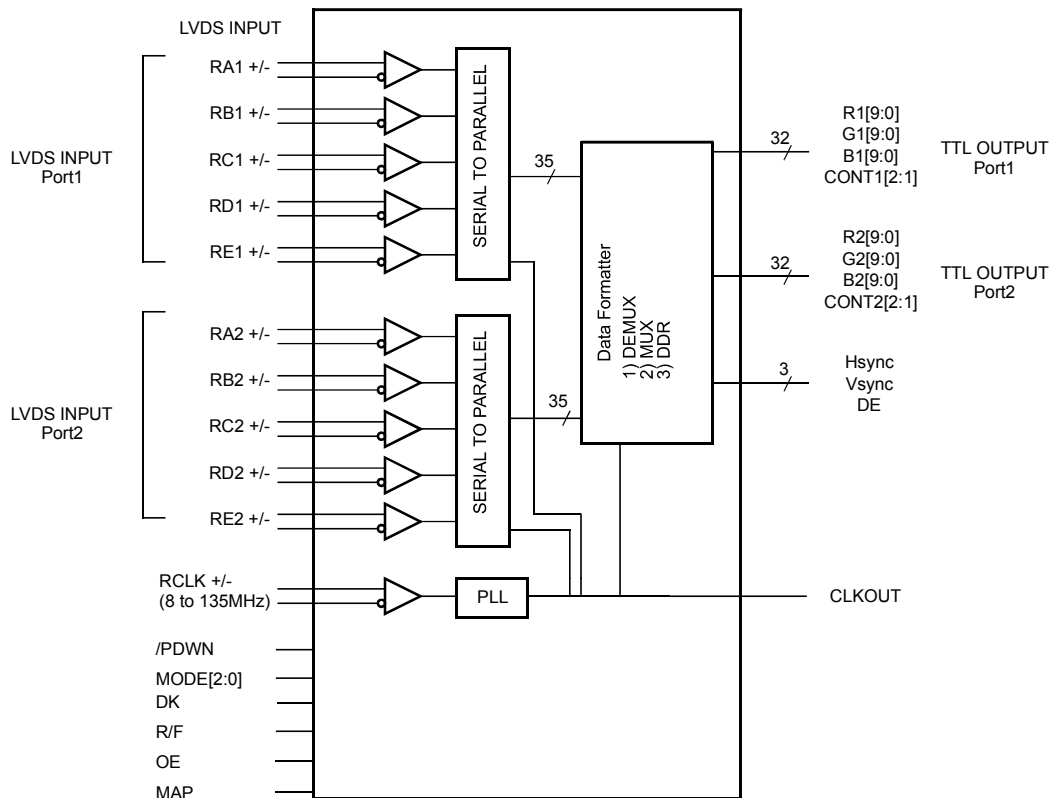 LVDS INPUT
RA1 +/-
RB1 +/-
RC1 +/-
RD1 +/-
RE1 +/-
LVDS INPUT
Port1
SERIAL TO PARALLEL
35
RA2 +/-
RB2 +/-
RC2 +/-
RD2 +/-
RE2 +/-
LVDS INPUT
Port2
SERIAL TO PARALLEL
35
Data Formatter
1) DEMUX
2) MUX
3) DDR
32
R1[9:0]
G1[9:0]
B1[9:0]
CONT1[2:1]
TTL OUTPUT
Port1
32
R2[9:0]
G2[9:0]
B2[9:0]
CONT2[2:1]
TTL OUTPUT
Port2
3
Hsync
Vsync
DE
RCLK +/-
(8 to 135MHz)
PLL
CLKOUT
/PDWN
MODE[2:0]
DK
R/F
OE
MAP